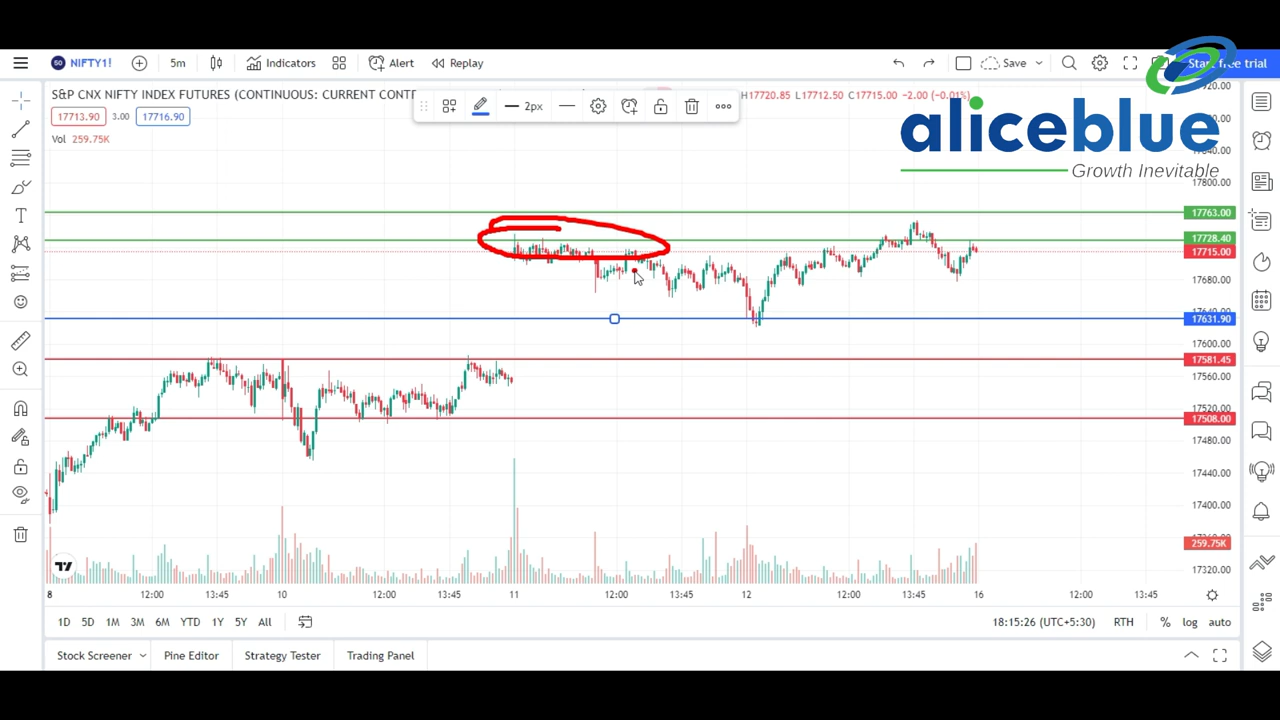 NIFTY1!
5m
Indicators
Alert
Replay
Save
Start free trial
S&P CNX NIFTY INDEX FUTURES (CONTINUOUS: CURRENT CONT
H17720.85 L17712.50 C17715.00 -2.00 (-0.01%)
2px
17713.90 3.00 17716.90
Vol 259.75K
aliceblue
Growth Inevitable
17800.00
17763.00
17728.40
17715.00
17680.00
17631.90
17600.00
17581.45
17560.00
17520.00
17508.00
17480.00
17440.00
17400.00
259.75K
17320.00
8 12:00 13:45 10 12:00 13:45 11 12:00 13:45 12 12:00 13:45 16 12:00 13:45
1D 5D 1M 3M 6M YTD 1Y 5Y All
18:15:26 (UTC+5:30) RTH % log auto
Stock Screener Pine Editor Strategy Tester Trading Panel